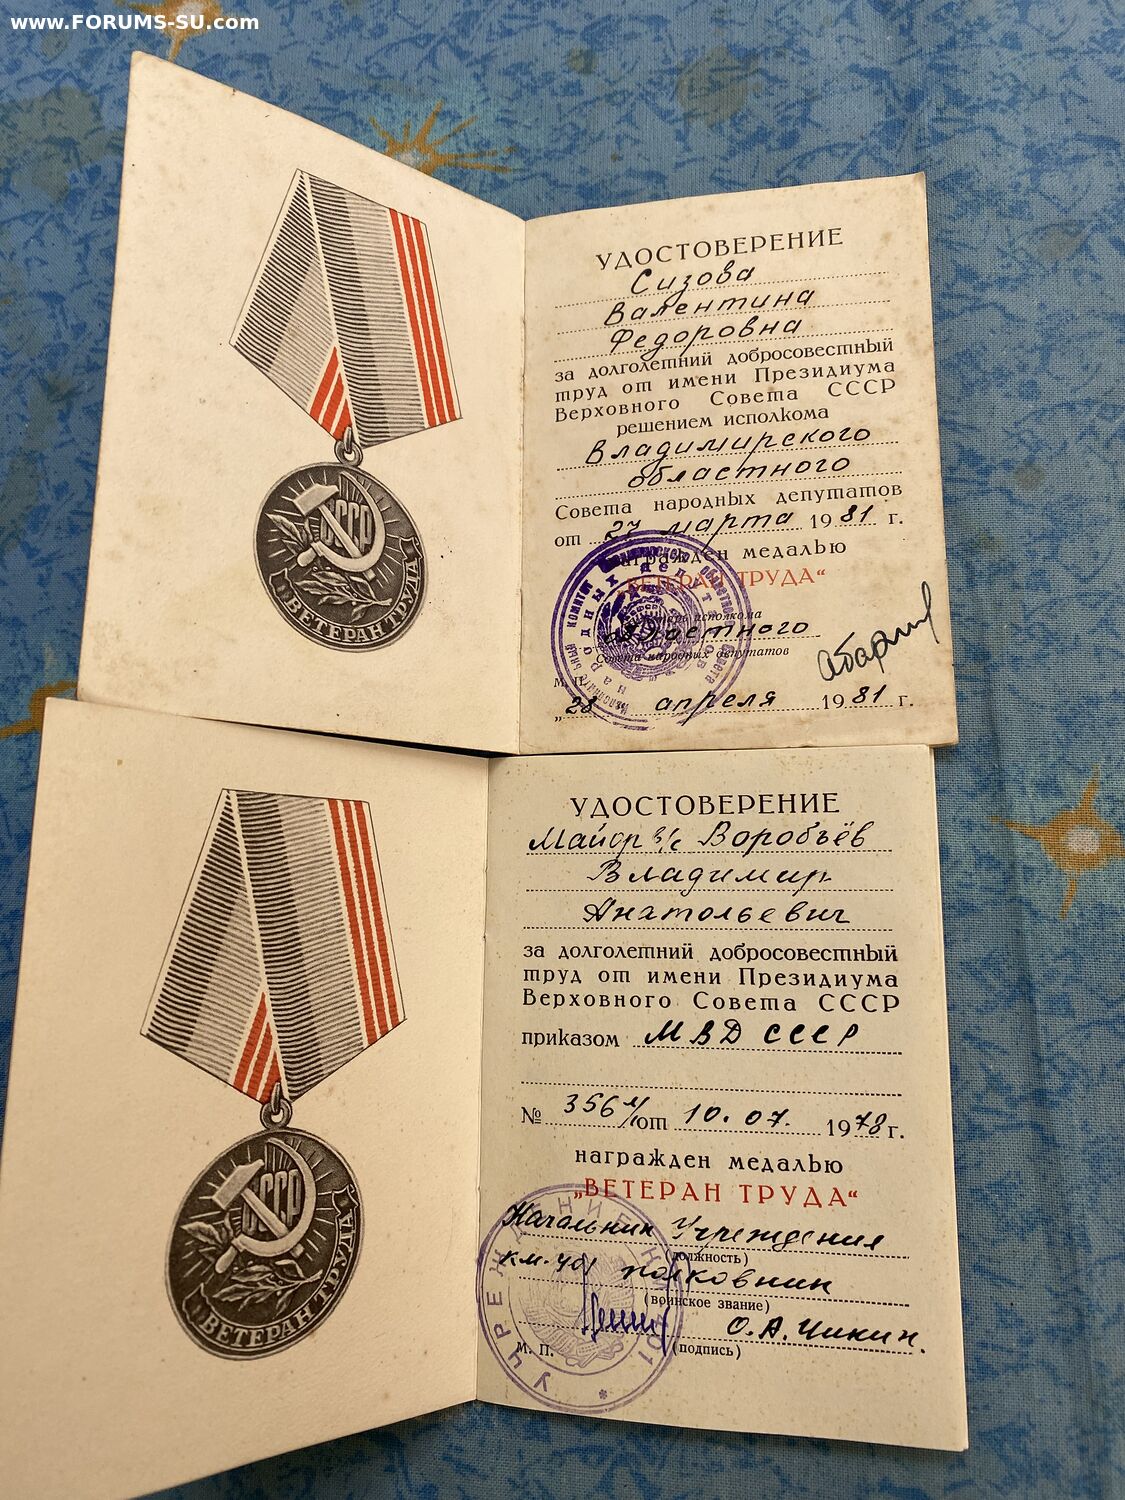 www.FORUMS-SU.com
СССР
ВЕТЕРАН ТРУДА
УДОСТОВЕРЕНИЕ
Сизова
Валентина
Федоровна
за долголетний добросовестный
труд от имени Президиума
Верховного Совета СССР
решением исполкома
Владимирского
областного
Совета народных депутатов
от 27 марта 1981 г.
награжден медалью
„ВЕТЕРАН ТРУДА“
исполкома
областного
Совета народных депутатов
М. П.
„28 апреля 1981 г.
СССР
ВЕТЕРАН ТРУДА
УДОСТОВЕРЕНИЕ
Майор в/с Воробьёв
Владимир
Анатольевич
за долголетний добросовестный
труд от имени Президиума
Верховного Совета СССР
приказом МВД СССР
№ 356 от 10.07. 1978 г.
награжден медалью
„ВЕТЕРАН ТРУДА“
Начальник Учреждения
(должность)
полковник
(воинское звание)
О.А. Чикин.
М. П. (подпись)
УЧРЕЖДЕНИЕ